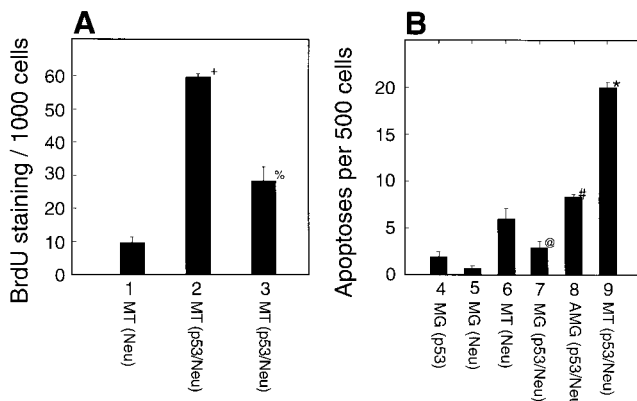 A
BrdU staining / 1000 cells
60
50
40
30
20
10
0
+
%
1
2
3
MT (Neu)
MT (p53/Neu)
MT (p53/Neu)
B
Apoptoses per 500 cells
20
15
10
5
0
@
#
*
4
5
6
7
8
9
MG (p53)
MG (Neu)
MT (Neu)
MG (p53/Neu)
AMG (p53/Neu)
MT (p53/Neu)